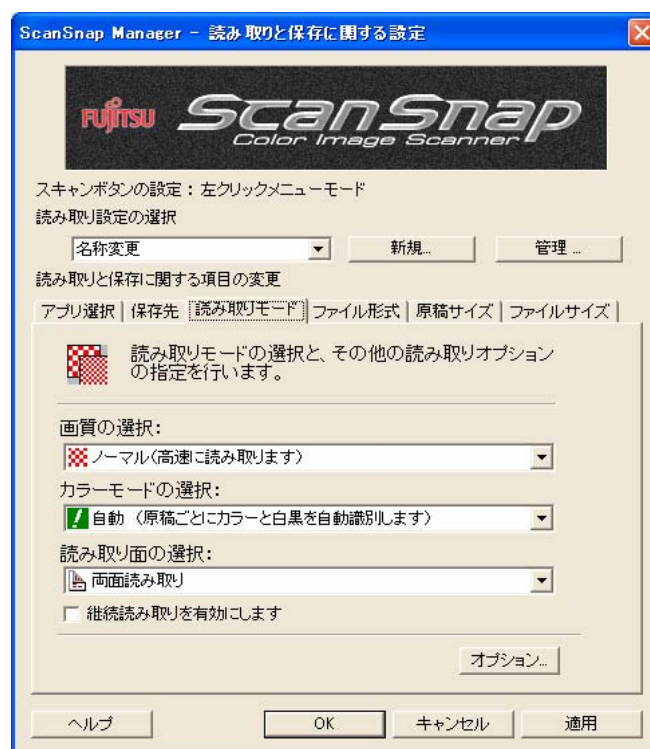 ScanSnap Manager - 読み取りと保存に関する設定
FUJITSU ScanSnap
Color Image Scanner
スキャンボタンの設定：左クリックメニューモード
読み取り設定の選択
名称変更 新規... 管理 ...
読み取りと保存に関する項目の変更
アプリ選択 保存先 読み取りモード ファイル形式 原稿サイズ ファイルサイズ
読み取りモードの選択と、その他の読み取りオプション
の指定を行います。
画質の選択:
ノーマル(高速に読み取ります)
カラーモードの選択:
自動 （原稿ごとにカラーと白黒を自動識別します）
読み取り面の選択:
両面読み取り
継続読み取りを有効にします
オプション...
ヘルプ OK キャンセル 適用